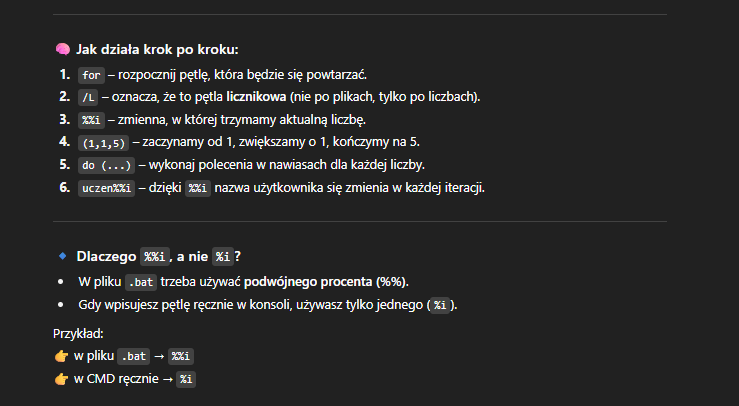 🧠 Jak działa krok po kroku:
1. for – rozpocznij pętlę, która będzie się powtarzać.
2. /L – oznacza, że to pętla licznikowa (nie po plikach, tylko po liczbach).
3. %%i – zmienna, w której trzymamy aktualną liczbę.
4. (1,1,5) – zaczynamy od 1, zwiększamy o 1, kończymy na 5.
5. do (...) – wykonaj polecenia w nawiasach dla każdej liczby.
6. uczen%%i – dzięki %%i nazwa użytkownika się zmienia w każdej iteracji.
🔹 Dlaczego %%i, a nie %i?
• W pliku .bat trzeba używać podwójnego procenta (%%).
• Gdy wpisujesz pętlę ręcznie w konsoli, używasz tylko jednego (%i).
Przykład:
👉 w pliku .bat → %%i
👉 w CMD ręcznie → %i